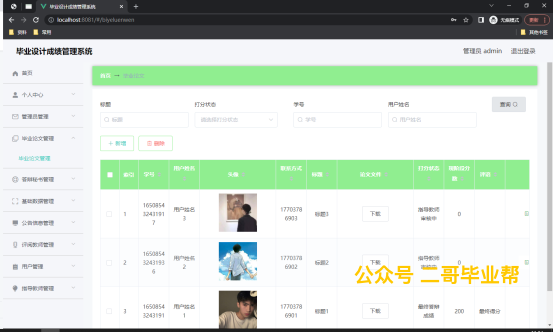 毕业设计成绩管理系统
localhost:8081/#/biyelunwen
无痕模式
更新
资料
常用
其他书签
毕业设计成绩管理系统
管理员 admin
退出登录
首页
个人中心
管理员管理
毕业论文管理
毕业论文管理
答辩秘书管理
基础数据管理
公告信息管理
评阅教师管理
用户管理
指导教师管理
首页
毕业论文
标题
打分状态
学号
用户姓名
标题
请选择打分状态
学号
用户姓名
查询
+ 新增
删除
索引
学号
用户姓名
头像
联系方式
标题
论文文件
打分状态
评语
1
16508543243191
7
用户姓名
3
17703786903
标题3
下载
指导教师
审核中
0
2
16508543243193
6
用户姓名
2
17703786902
标题2
下载
指导教师
审核中
0
3
16508543243191
用户姓名
17703786901
标题1
下载
最终答辩
成绩
200
最终得分
公众号 二哥毕业帮